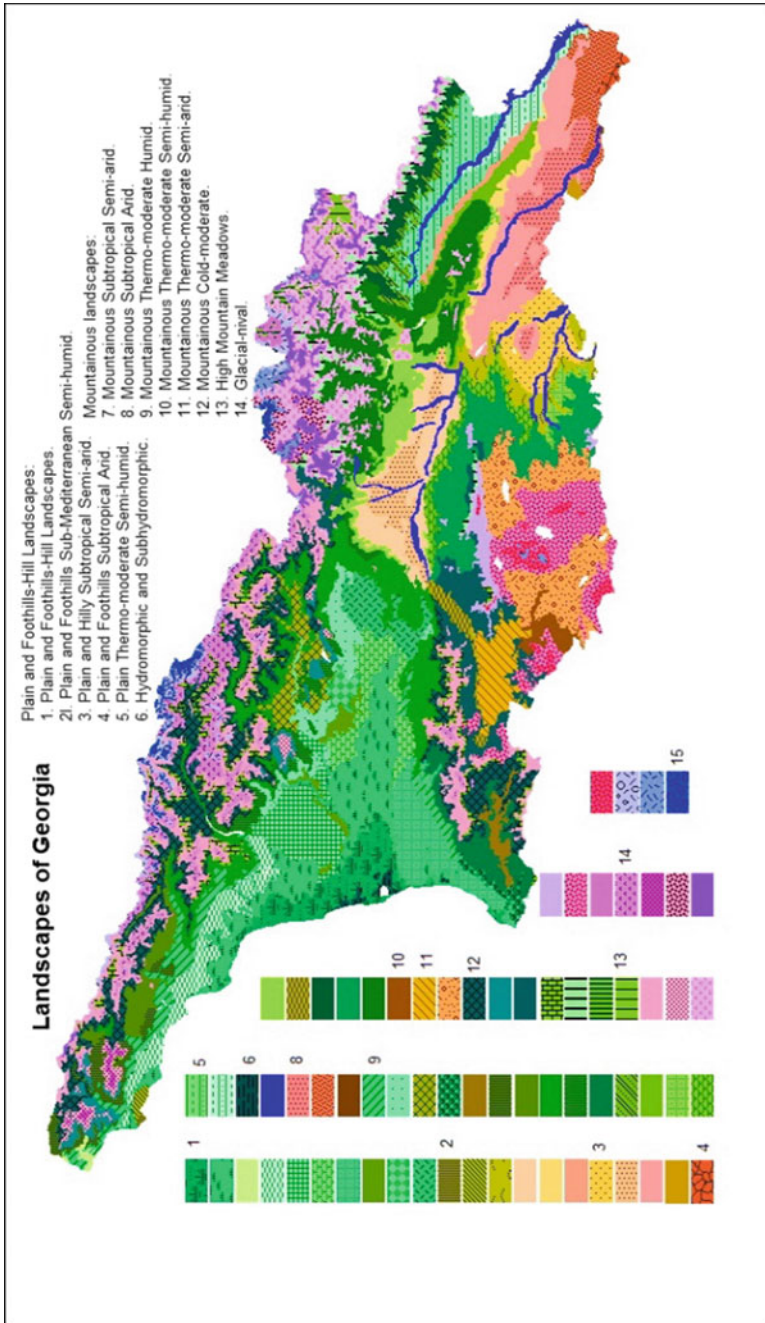 Landscapes of Georgia
Plain and Foothills-Hill Landscapes:
1. Plain and Foothills-Hill Landscapes.
2l. Plain and Foothills Sub-Mediterranean Semi-humid.
3. Plain and Hilly Subtropical Semi-arid.
4. Plain and Foothills Subtropical Arid.
5. Plain Thermo-moderate Semi-humid.
6. Hydromorphic and Subhydromorphic.
Mountainous landscapes:
7. Mountainous Subtropical Semi-arid.
8. Mountainous Subtropical Arid.
9. Mountainous Thermo-moderate Humid.
10. Mountainous Thermo-moderate Semi-humid.
11. Mountainous Thermo-moderate Semi-arid.
12. Mountainous Cold-moderate.
13. High Mountain Meadows.
14. Glacial-nival.
1
2
3
4
5
6
8
9
10
11
12
13
14
15